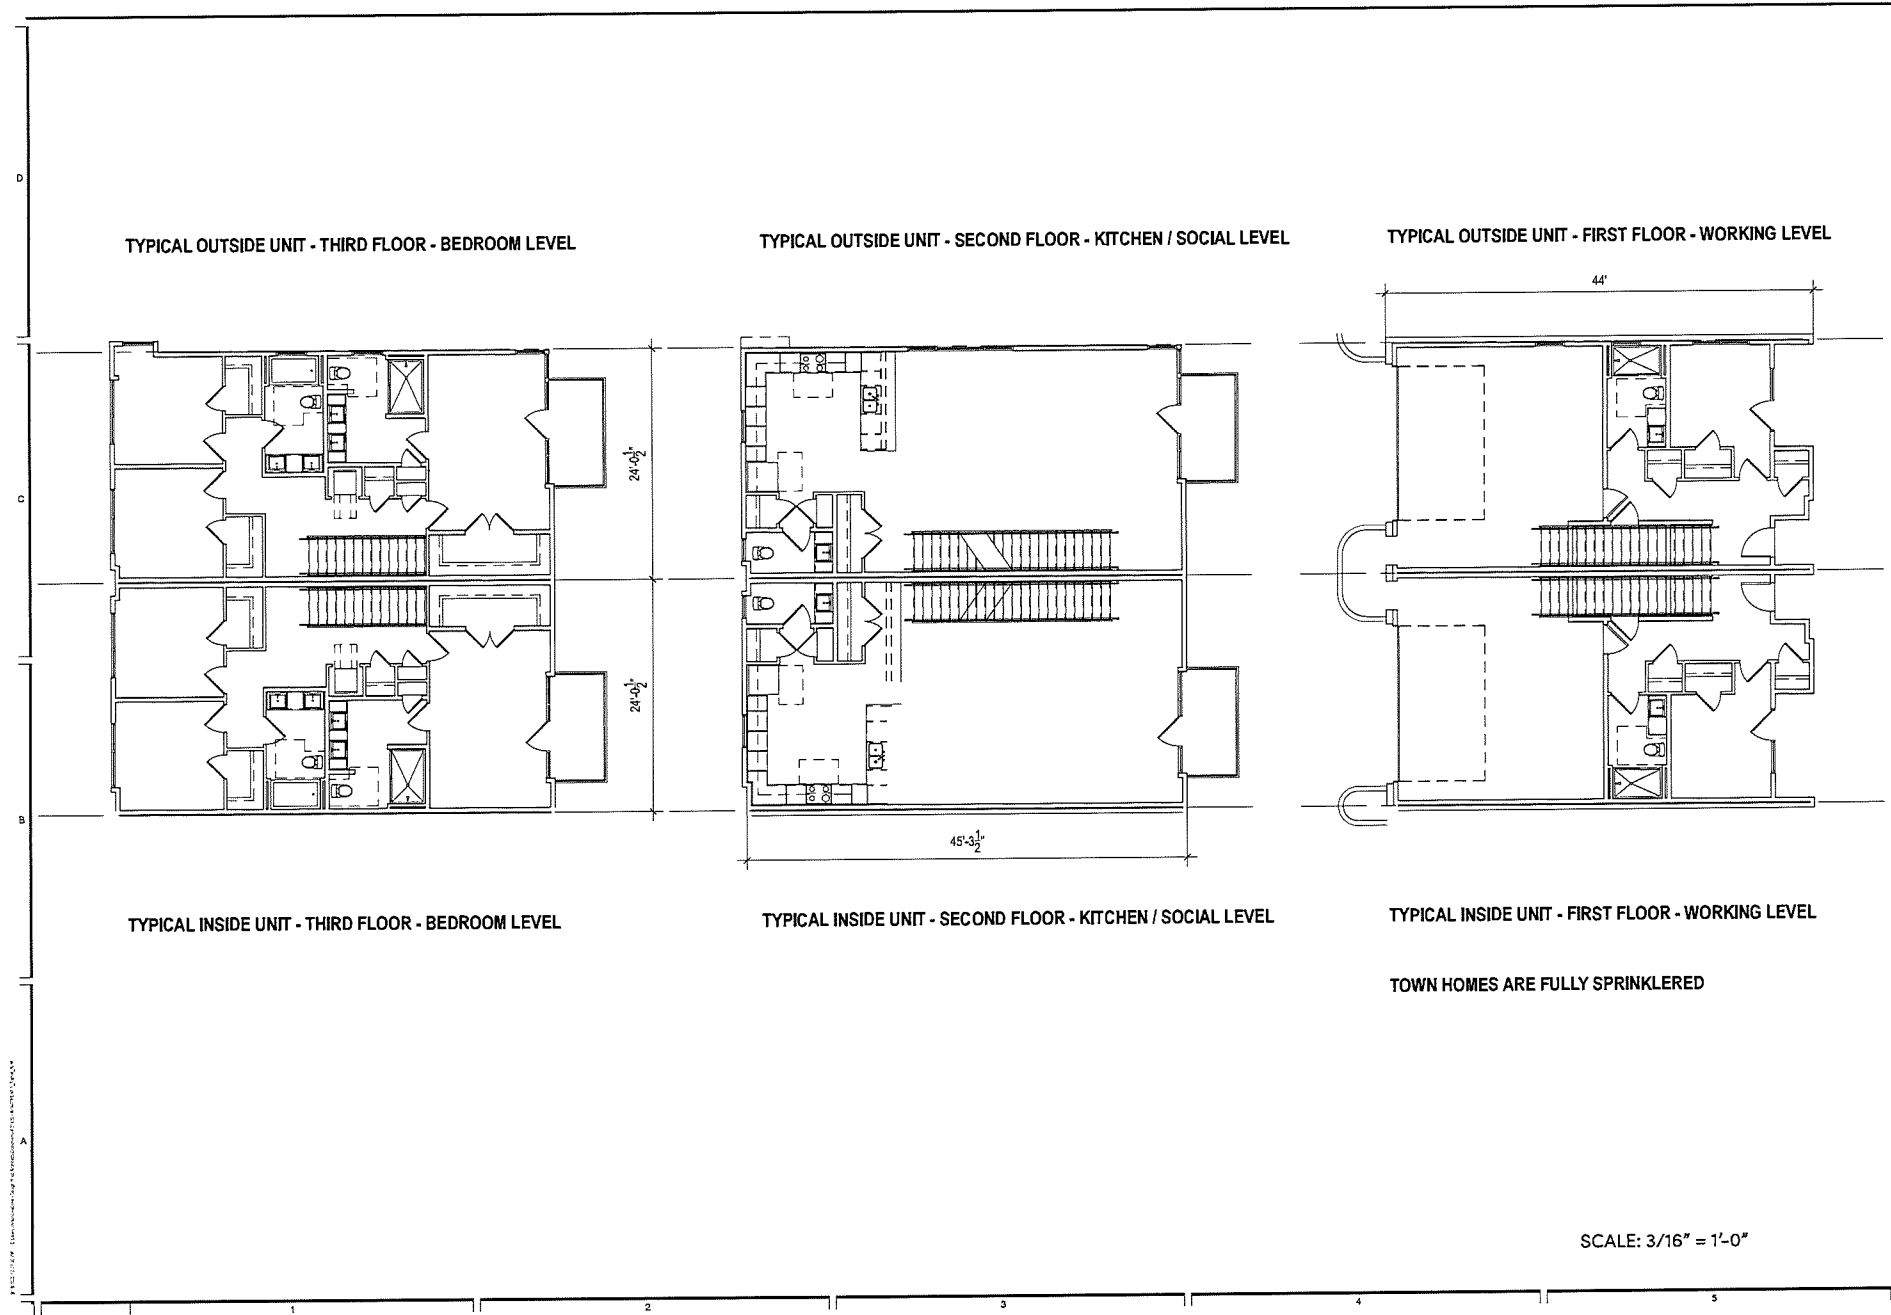 D
TYPICAL OUTSIDE UNIT - THIRD FLOOR - BEDROOM LEVEL
TYPICAL OUTSIDE UNIT - SECOND FLOOR - KITCHEN / SOCIAL LEVEL
TYPICAL OUTSIDE UNIT - FIRST FLOOR - WORKING LEVEL
44'
24'-0½"
C
24'-0½"
B
45'-3½"
TYPICAL INSIDE UNIT - THIRD FLOOR - BEDROOM LEVEL
TYPICAL INSIDE UNIT - SECOND FLOOR - KITCHEN / SOCIAL LEVEL
TYPICAL INSIDE UNIT - FIRST FLOOR - WORKING LEVEL
TOWN HOMES ARE FULLY SPRINKLERED
A
SCALE: 3/16" = 1'-0"
1
2
3
4
5